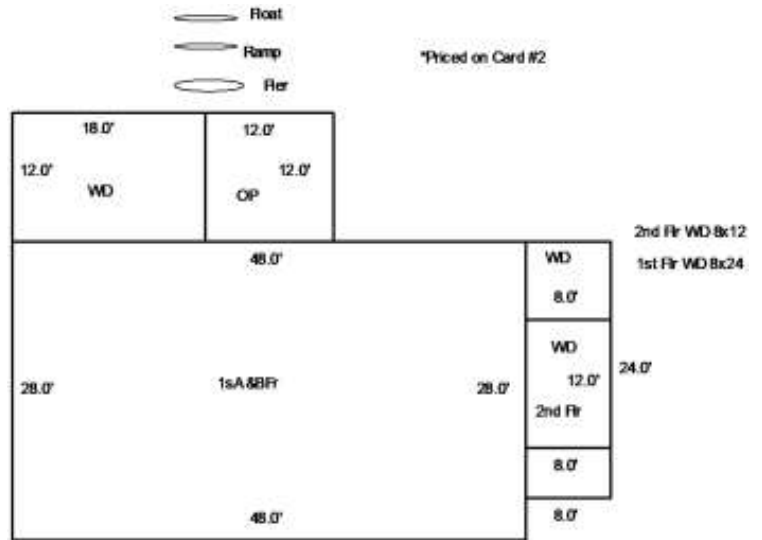 Float
Ramp
Pier
*Priced on Card #2
18.0'
12.0'
12.0'
12.0'
WD
OP
2nd Flr WD 8x12
1st Flr WD 8x24
48.0'
WD
8.0'
WD
28.0'
1sA&BFr
28.0'
12.0'
24.0'
2nd Flr
8.0'
48.0'
8.0'